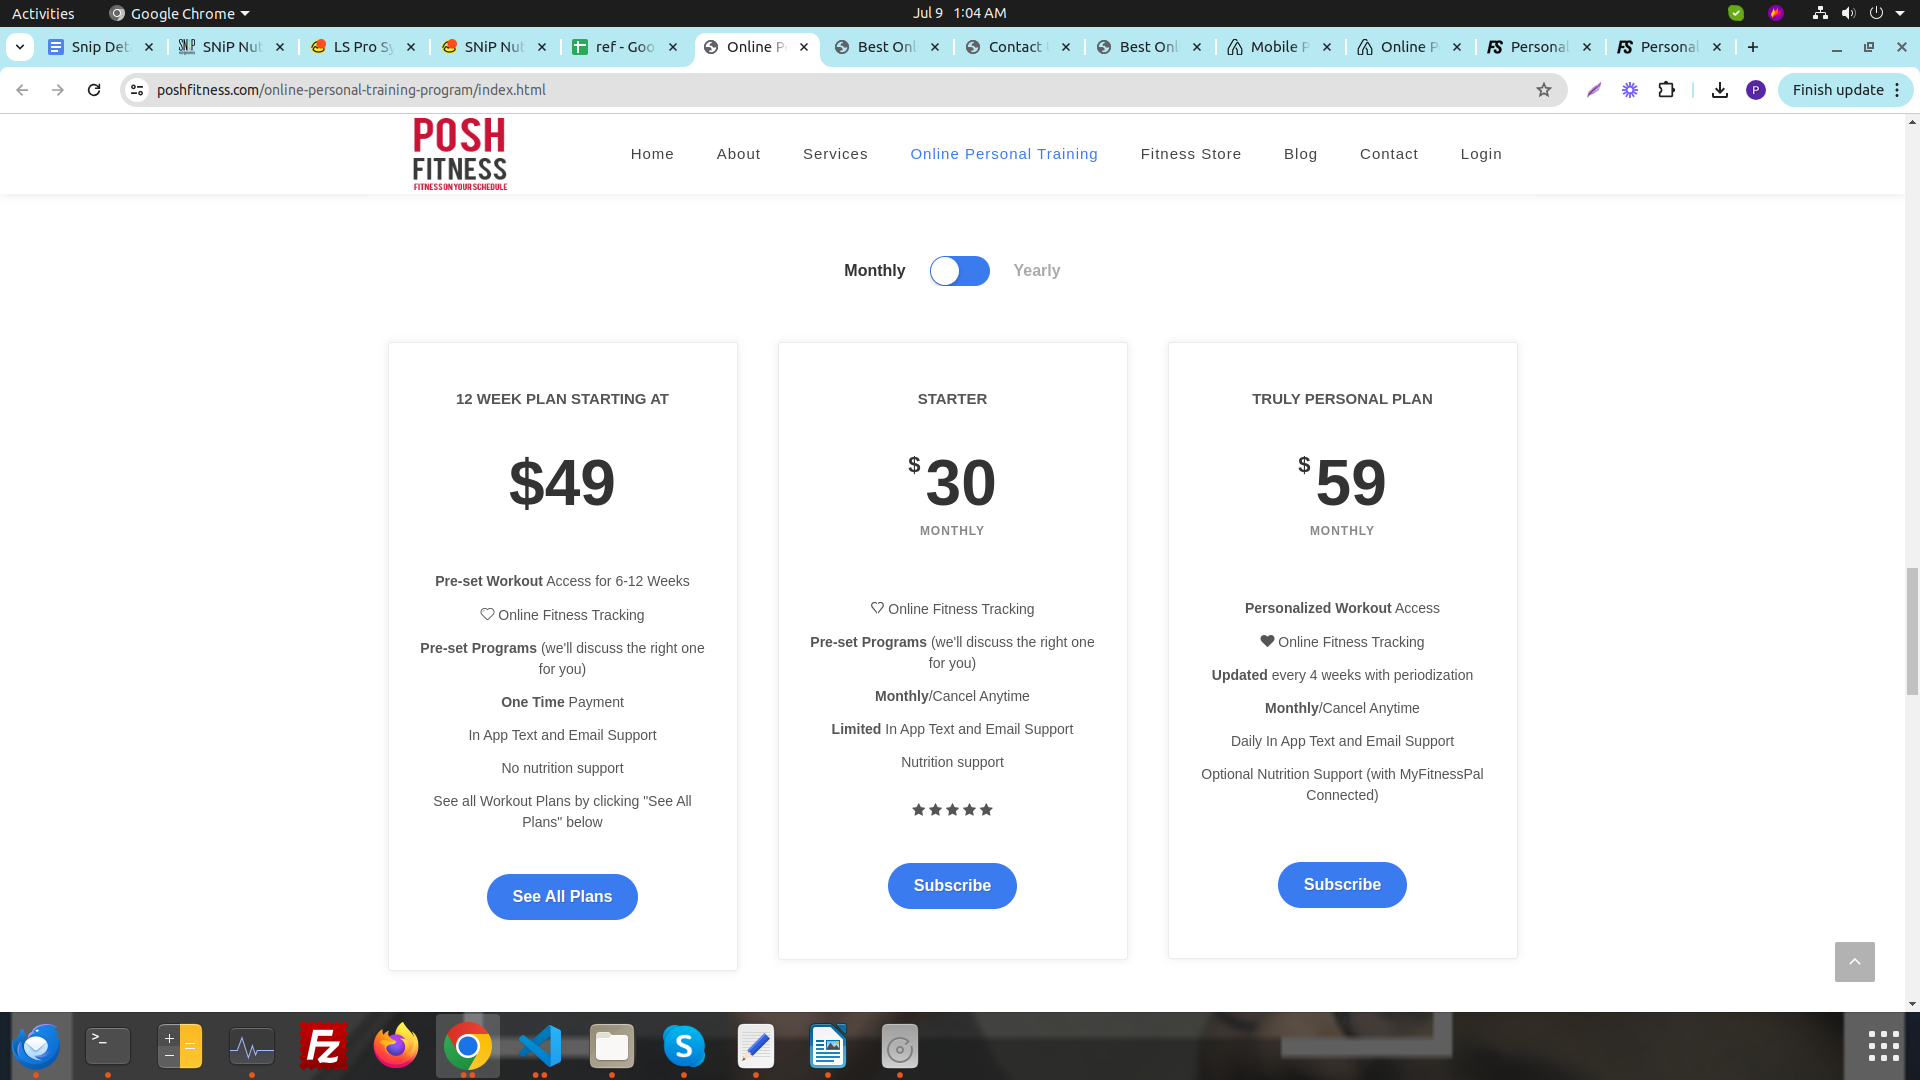 Activities
Google Chrome
Jul 9 1:04 AM
Snip Det
SNiP Nut
LS Pro Sy
SNiP Nut
ref - Goo
Online P
Best Onl
Contact
Best Onl
Mobile P
Online P
Personal
Personal
poshfitness.com/online-personal-training-program/index.html
P
Finish update
POSH
FITNESS
FITNESS ON YOUR SCHEDULE
Home
About
Services
Online Personal Training
Fitness Store
Blog
Contact
Login
Monthly
Yearly
12 WEEK PLAN STARTING AT
$49
Pre-set Workout Access for 6-12 Weeks
Online Fitness Tracking
Pre-set Programs (we'll discuss the right one
for you)
One Time Payment
In App Text and Email Support
No nutrition support
See all Workout Plans by clicking "See All
Plans" below
See All Plans
STARTER
$30
MONTHLY
Online Fitness Tracking
Pre-set Programs (we'll discuss the right one
for you)
Monthly/Cancel Anytime
Limited In App Text and Email Support
Nutrition support
Subscribe
TRULY PERSONAL PLAN
$59
MONTHLY
Personalized Workout Access
Online Fitness Tracking
Updated every 4 weeks with periodization
Monthly/Cancel Anytime
Daily In App Text and Email Support
Optional Nutrition Support (with MyFitnessPal
Connected)
Subscribe